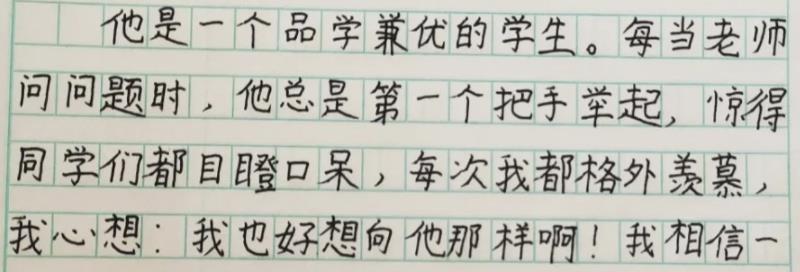 他是一个品学兼优的学生。每当老师
问问题时，他总是第一个把手举起，惊得
同学们都目瞪口呆，每次我都格外羡慕，
我心想：我也好想向他那样啊！我相信一